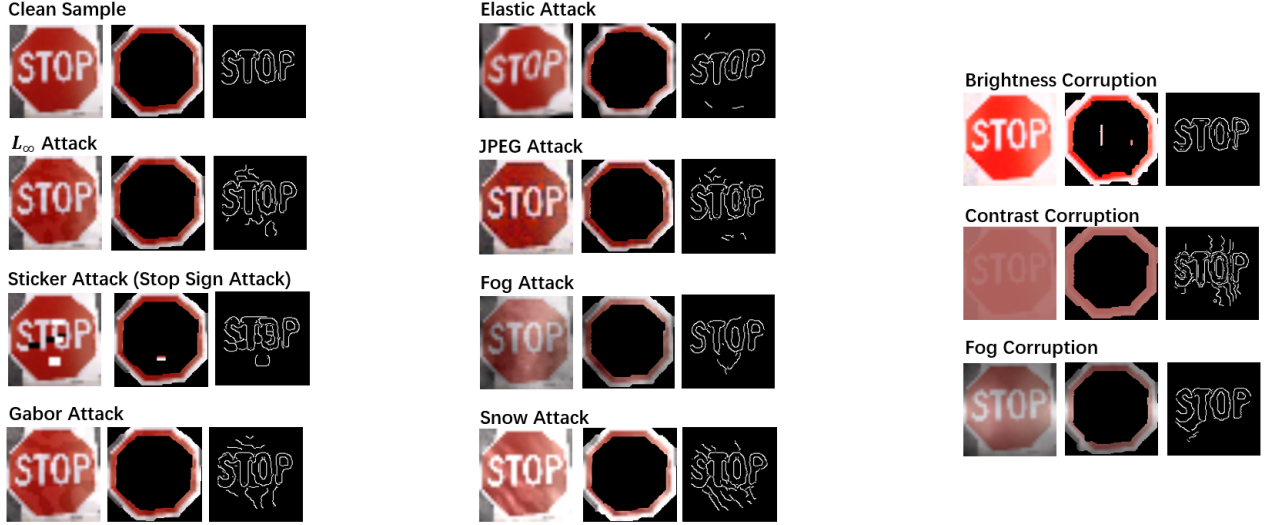 Clean Sample
STOP
STOP
L∞ Attack
STOP
STOP
Sticker Attack (Stop Sign Attack)
STOP
STOP
Gabor Attack
STOP
STOP
Elastic Attack
STOP
STOP
JPEG Attack
STOP
STOP
Fog Attack
STOP
STOP
Snow Attack
STOP
STOP
Brightness Corruption
STOP
STOP
Contrast Corruption
STOP
STOP
Fog Corruption
STOP
STOP